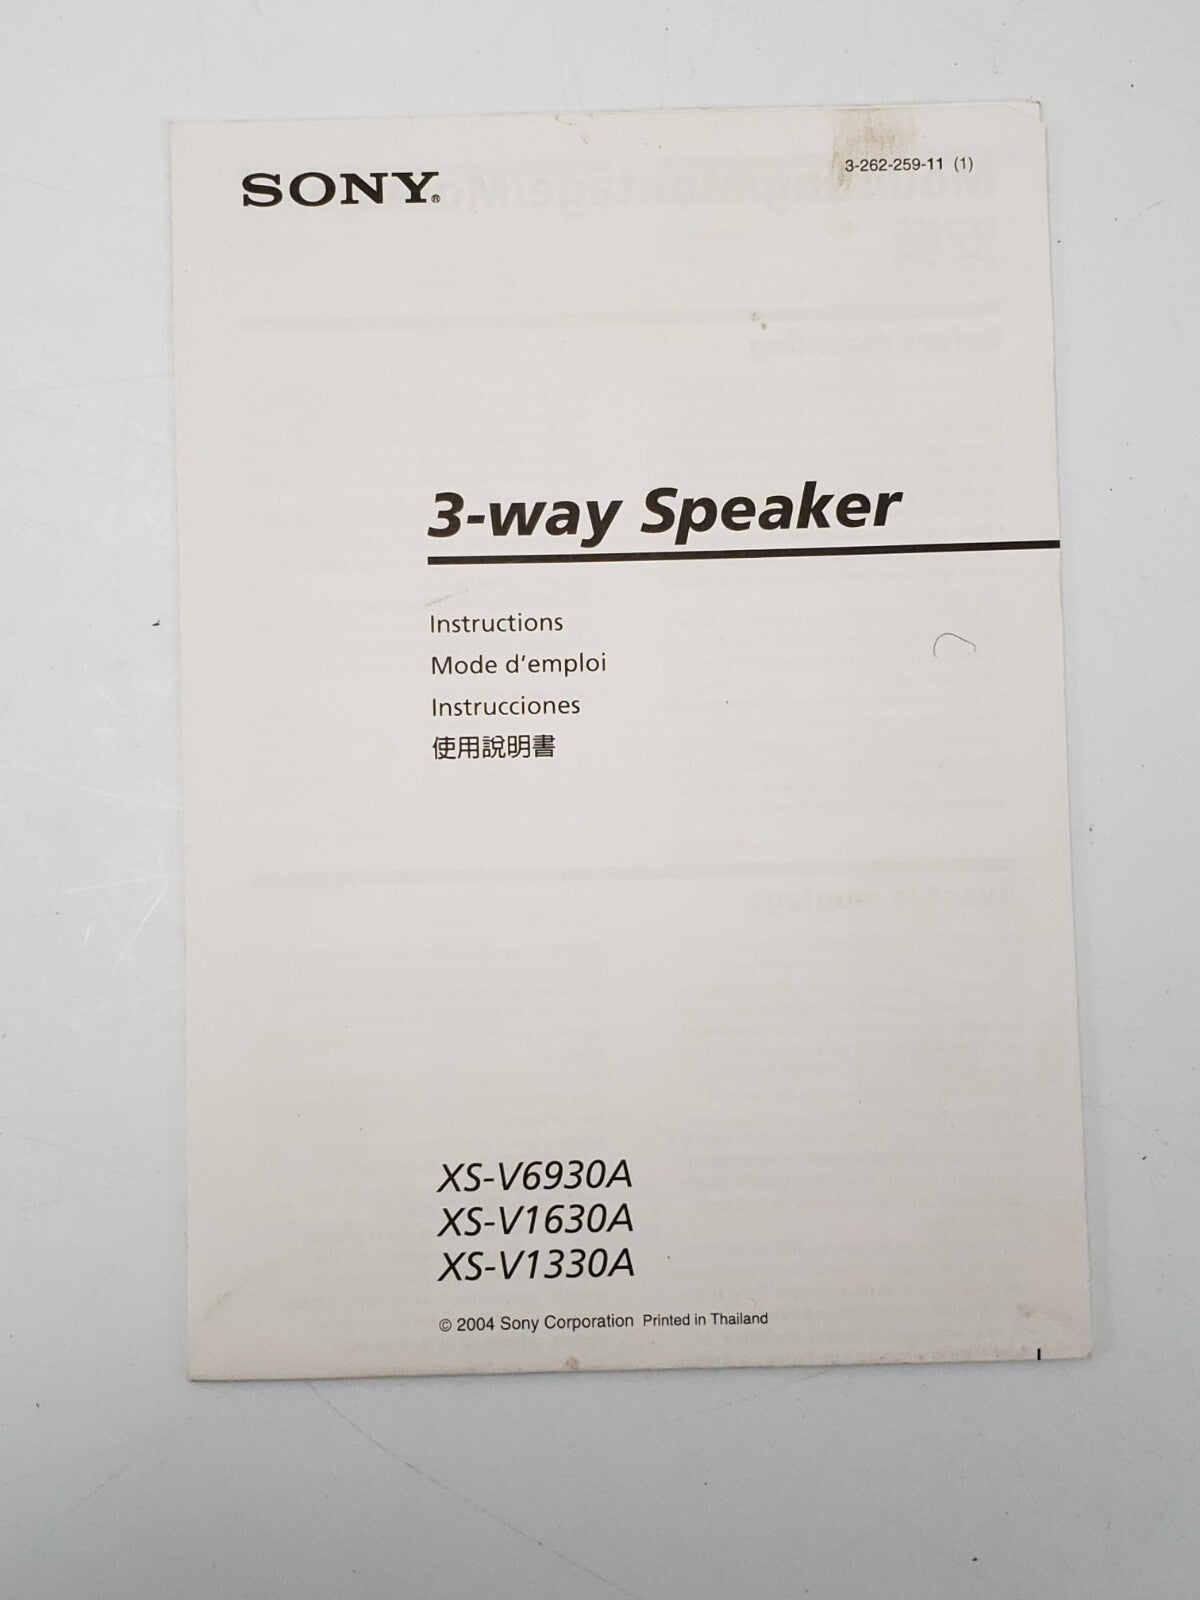 SONY®
3-262-259-11 (1)
3-way Speaker
Instructions
Mode d'emploi
Instrucciones
使用說明書
XS-V6930A
XS-V1630A
XS-V1330A
© 2004 Sony Corporation Printed in Thailand